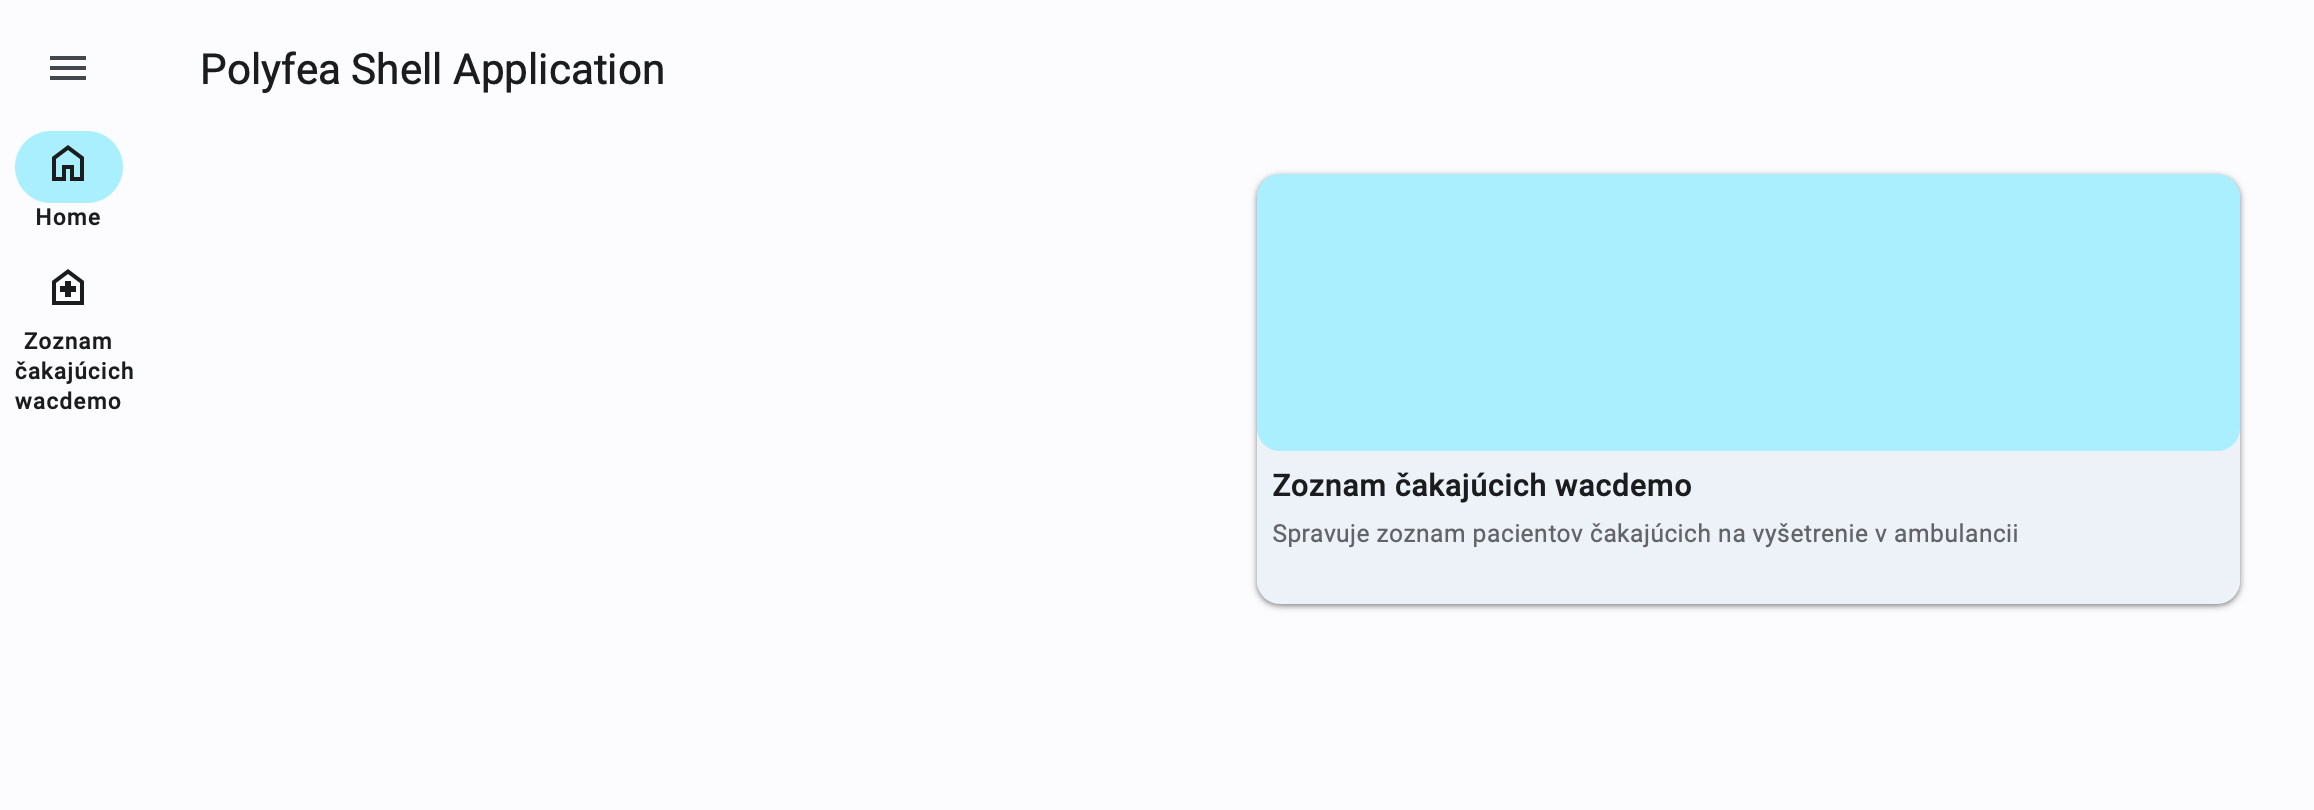 Polyfea Shell Application
Home
Zoznam
čakajúcich
wacdemo
Zoznam čakajúcich wacdemo
Spravuje zoznam pacientov čakajúcich na vyšetrenie v ambulancii